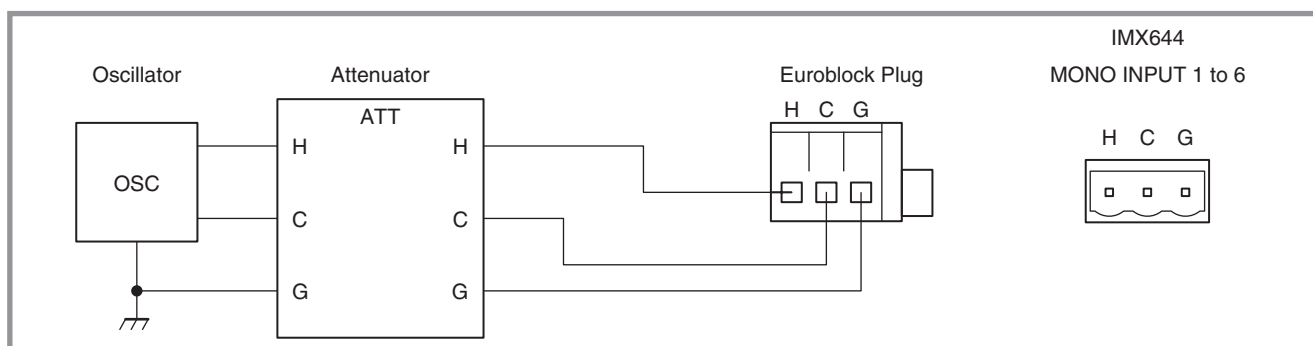 IMX644
Oscillator Attenuator Euroblock Plug MONO INPUT 1 to 6
ATT H C G
H H H C G
OSC
C C
G G